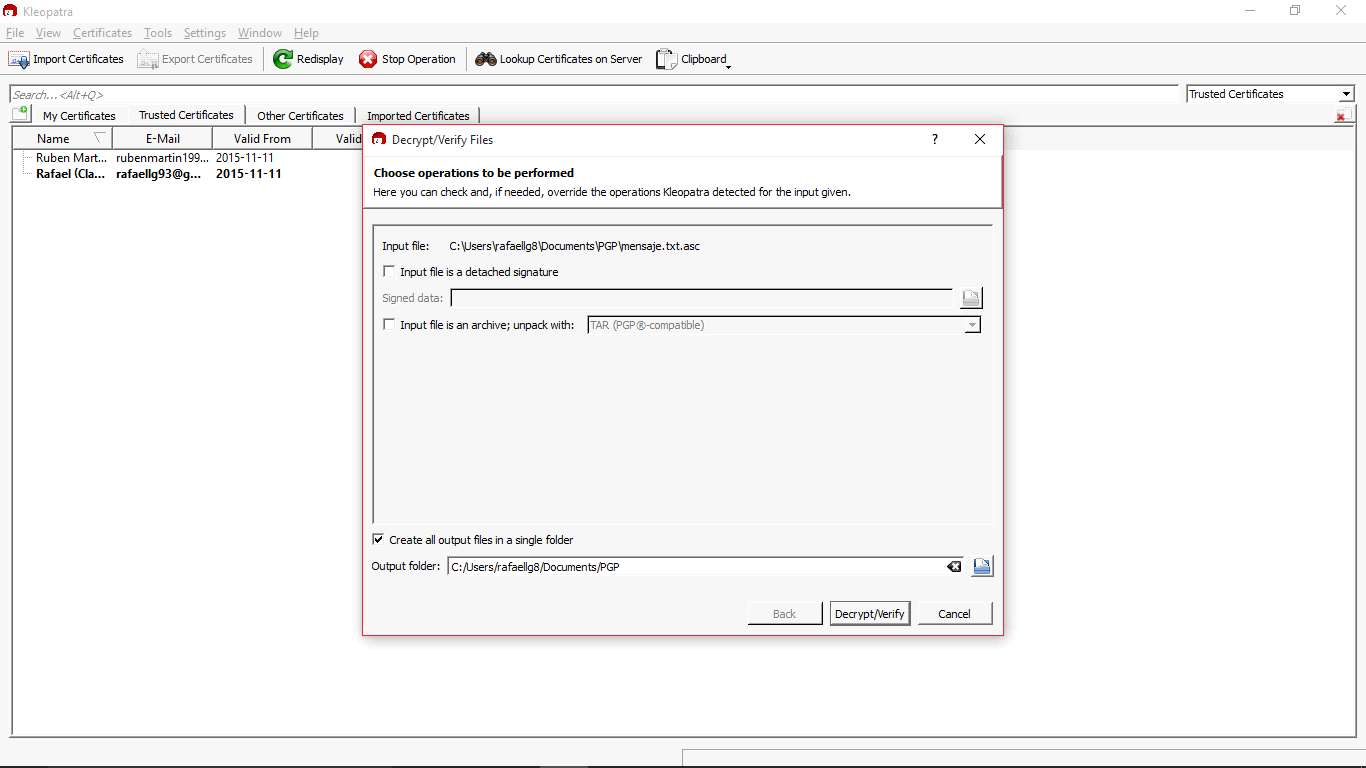 Kleopatra
File View Certificates Tools Settings Window Help
Import Certificates Export Certificates Redisplay Stop Operation Lookup Certificates on Server Clipboard
Search...<Alt+Q> Trusted Certificates
My Certificates Trusted Certificates Other Certificates Imported Certificates
Name E-Mail Valid From Valid
Ruben Mart... rubenmartin199... 2015-11-11
Rafael (Cla... rafaellg93@g... 2015-11-11
Decrypt/Verify Files ?
Choose operations to be performed
Here you can check and, if needed, override the operations Kleopatra detected for the input given.
Input file: C:\Users\rafaellg8\Documents\PGP\mensaje.txt.asc
Input file is a detached signature
Signed data:
Input file is an archive; unpack with: TAR (PGP®-compatible)
Create all output files in a single folder
Output folder: C:/Users/rafaellg8/Documents/PGP
Back Decrypt/Verify Cancel